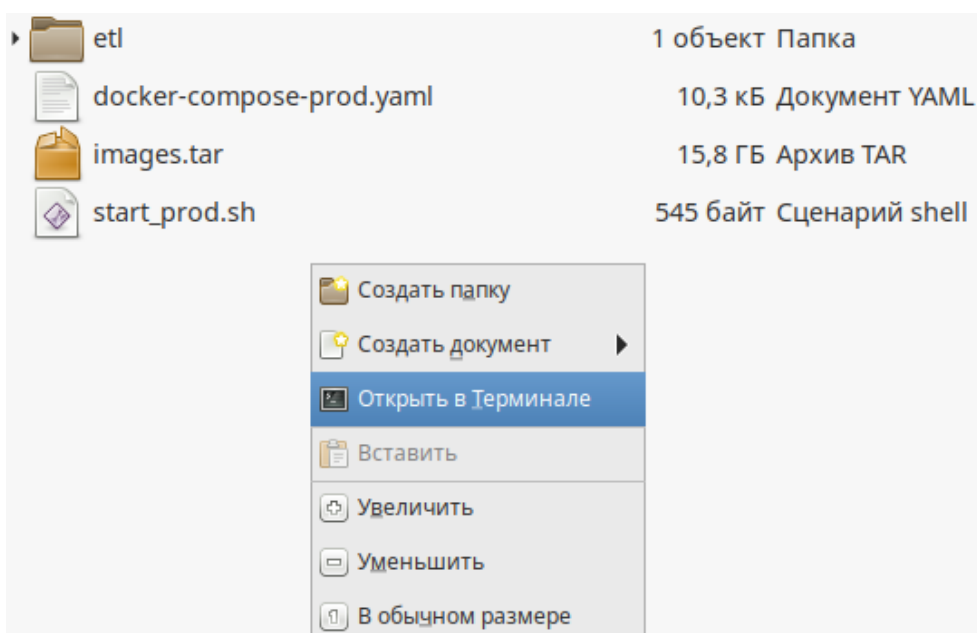 etl 1 объект Папка
docker-compose-prod.yaml 10,3 кБ Документ YAML
images.tar 15,8 ГБ Архив TAR
start_prod.sh 545 байт Сценарий shell
Создать папку
Создать документ
Открыть в Терминале
Вставить
Увеличить
Уменьшить
В обычном размере